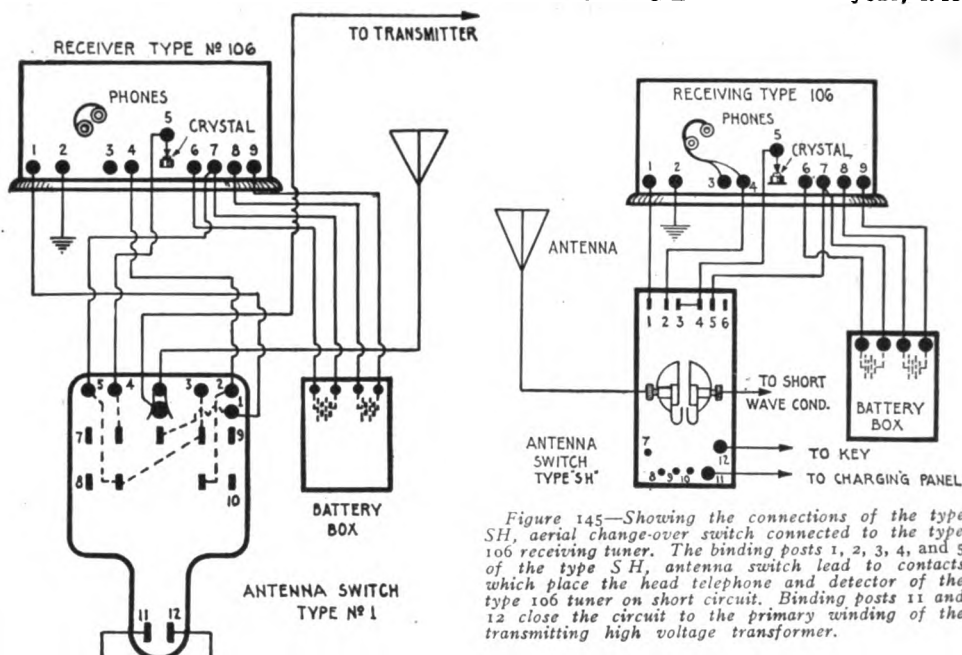 TO TRANSMITTER
RECEIVER TYPE Nº 106
PHONES
5
CRYSTAL
1 2 3 4 6 7 8 9
5 4 3 2
1
7 9
8 10
BATTERY
BOX
ANTENNA SWITCH
TYPE Nº 1
11 12
RECEIVING TYPE 106
PHONES
5
CRYSTAL
1 2 3 4 6 7 8 9
ANTENNA
1 2 3 4 5 6
TO SHORT
WAVE COND.
BATTERY
BOX
ANTENNA
SWITCH
TYPE "SH"
7
12
8 9 10 11
TO KEY
TO CHARGING PANEL
Figure 145—Showing the connections of the type
SH, aerial change-over switch connected to the type
106 receiving tuner. The binding posts 1, 2, 3, 4, and 5
of the type S H, antenna switch lead to contacts
which place the head telephone and detector of the
type 106 tuner on short circuit. Binding posts 11 and
12 close the circuit to the primary winding of the
transmitting high voltage transformer.